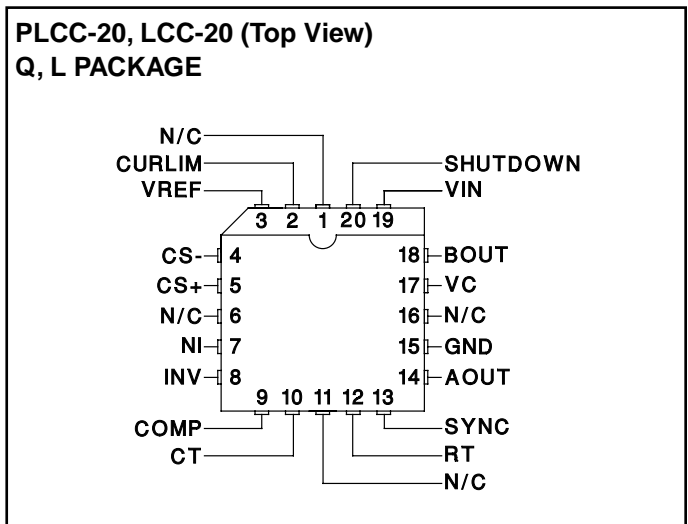 PLCC-20, LCC-20 (Top View)
Q, L PACKAGE
N/C
CURLIM
SHUTDOWN
VREF
VIN
3 2 1 20 19
CS- 4
18 BOUT
CS+ 5
17 VC
N/C 6
16 N/C
NI 7
15 GND
INV 8
14 AOUT
9 10 11 12 13
COMP
SYNC
CT
RT
N/C